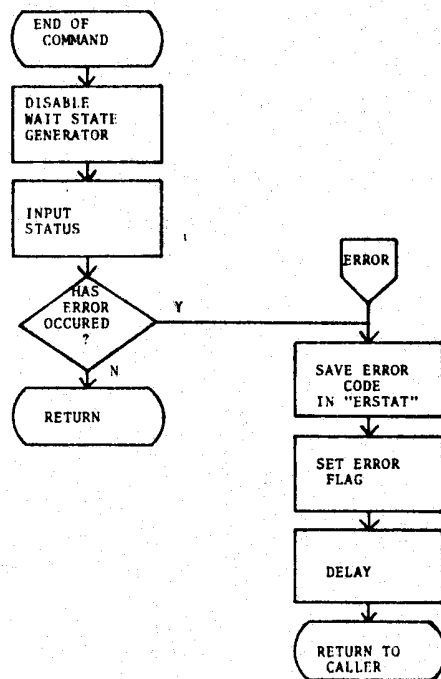 END OF
COMMAND
DISABLE
WAIT STATE
GENERATOR
INPUT
STATUS
HAS
ERROR
OCCURED
?
Y
N
RETURN
ERROR
SAVE ERROR
CODE
IN "ERSTAT"
SET ERROR
FLAG
DELAY
RETURN TO
CALLER